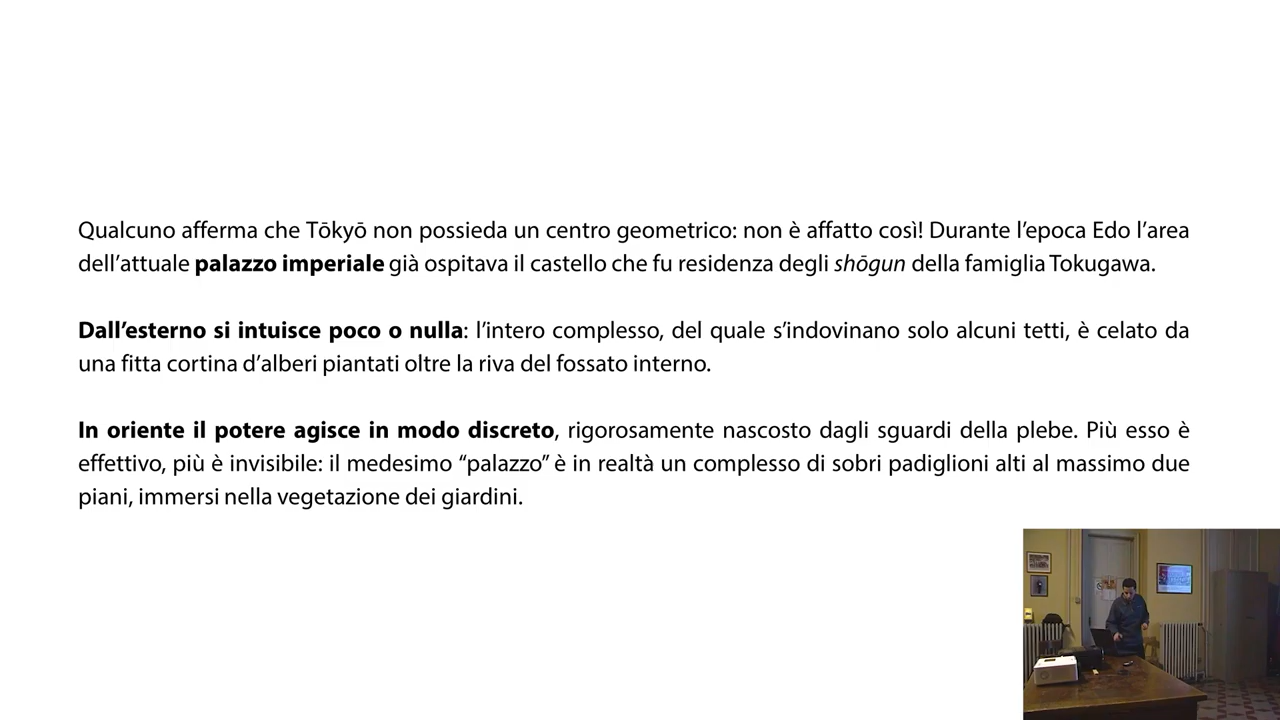 Qualcuno afferma che Tōkyō non possieda un centro geometrico: non è affatto così! Durante l’epoca Edo l’area
dell’attuale palazzo imperiale già ospitava il castello che fu residenza degli shōgun della famiglia Tokugawa.
Dall’esterno si intuisce poco o nulla: l’intero complesso, del quale s’indovinano solo alcuni tetti, è celato da
una fitta cortina d’alberi piantati oltre la riva del fossato interno.
In oriente il potere agisce in modo discreto, rigorosamente nascosto dagli sguardi della plebe. Più esso è
effettivo, più è invisibile: il medesimo “palazzo” è in realtà un complesso di sobri padiglioni alti al massimo due
piani, immersi nella vegetazione dei giardini.